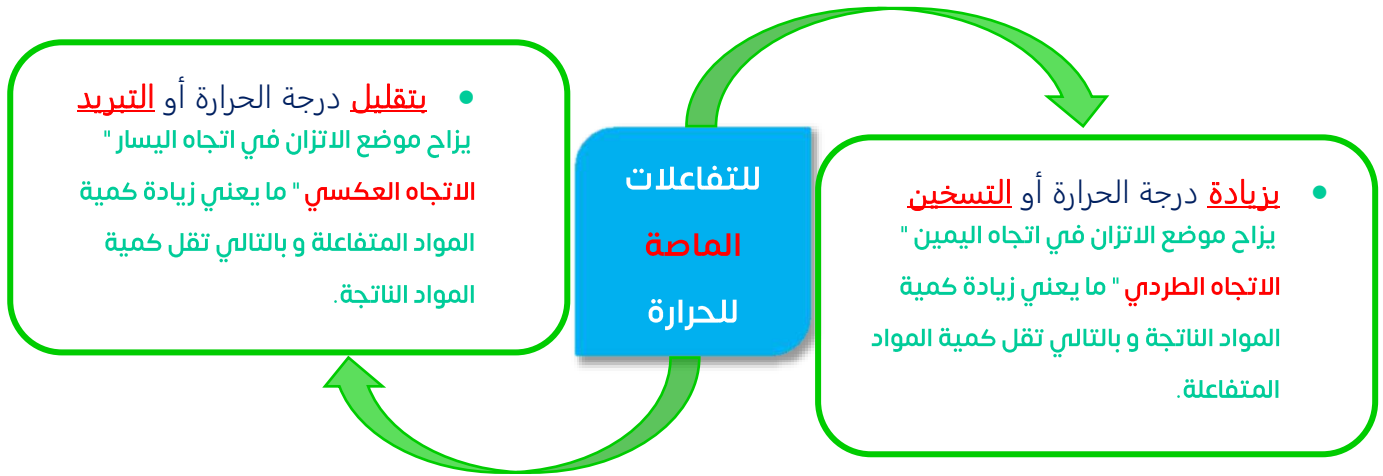 للتفاعلات
الماصة
للحرارة
بزيادة درجة الحرارة أو التسخين
يزاح موضع الاتزان في اتجاه اليمين "
الاتجاه الطردي " ما يعني زيادة كمية
المواد الناتجة و بالتالي تقل كمية المواد
المتفاعلة.
بتقليل درجة الحرارة أو التبريد
يزاح موضع الاتزان في اتجاه اليسار "
الاتجاه العكسي " ما يعني زيادة كمية
المواد المتفاعلة و بالتالي تقل كمية
المواد الناتجة.